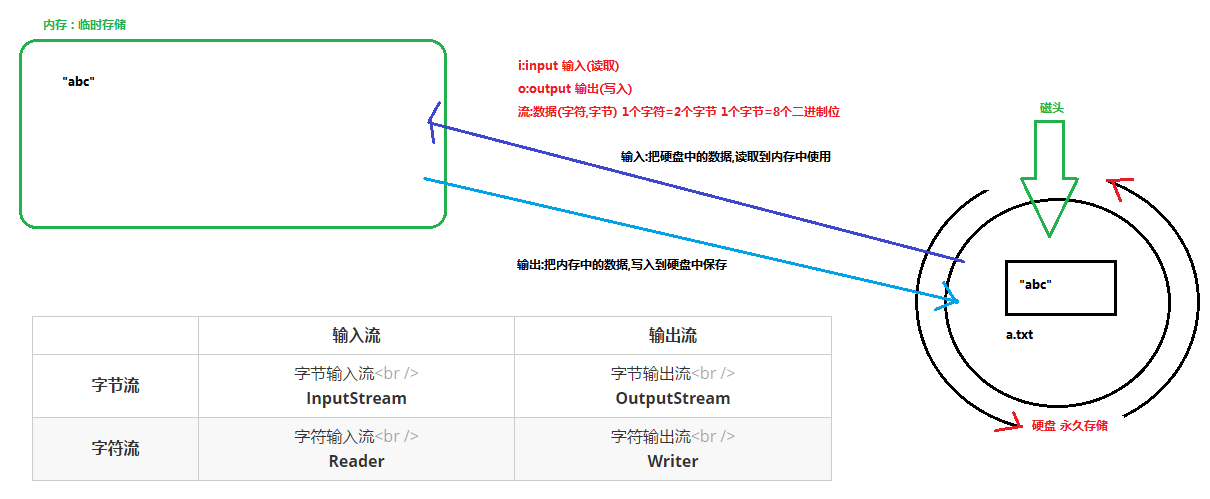 内存：临时存储
"abc"
i:input 输入(读取)
o:output 输出(写入)
流:数据(字符,字节) 1个字符=2个字节 1个字节=8个二进制位
磁头
输入:把硬盘中的数据,读取到内存中使用
输出:把内存中的数据,写入到硬盘中保存
"abc"
a.txt
硬盘 永久存储
输入流 输出流
字节流 字节输入流<br /> 字节输出流<br />
InputStream OutputStream
字符流 字符输入流<br /> 字符输出流<br />
Reader Writer